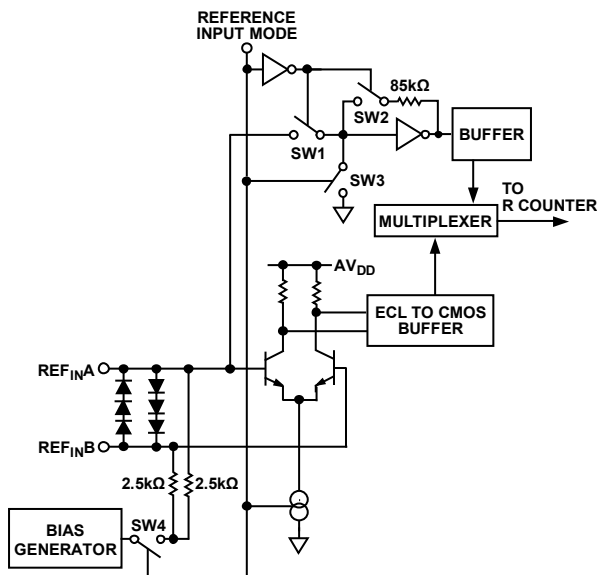 REFERENCE
INPUT MODE
85kΩ
SW2
BUFFER
SW1
SW3
TO
R COUNTER
MULTIPLEXER
AVDD
ECL TO CMOS
BUFFER
REFINA
REFINB
2.5kΩ
2.5kΩ
BIAS
GENERATOR
SW4